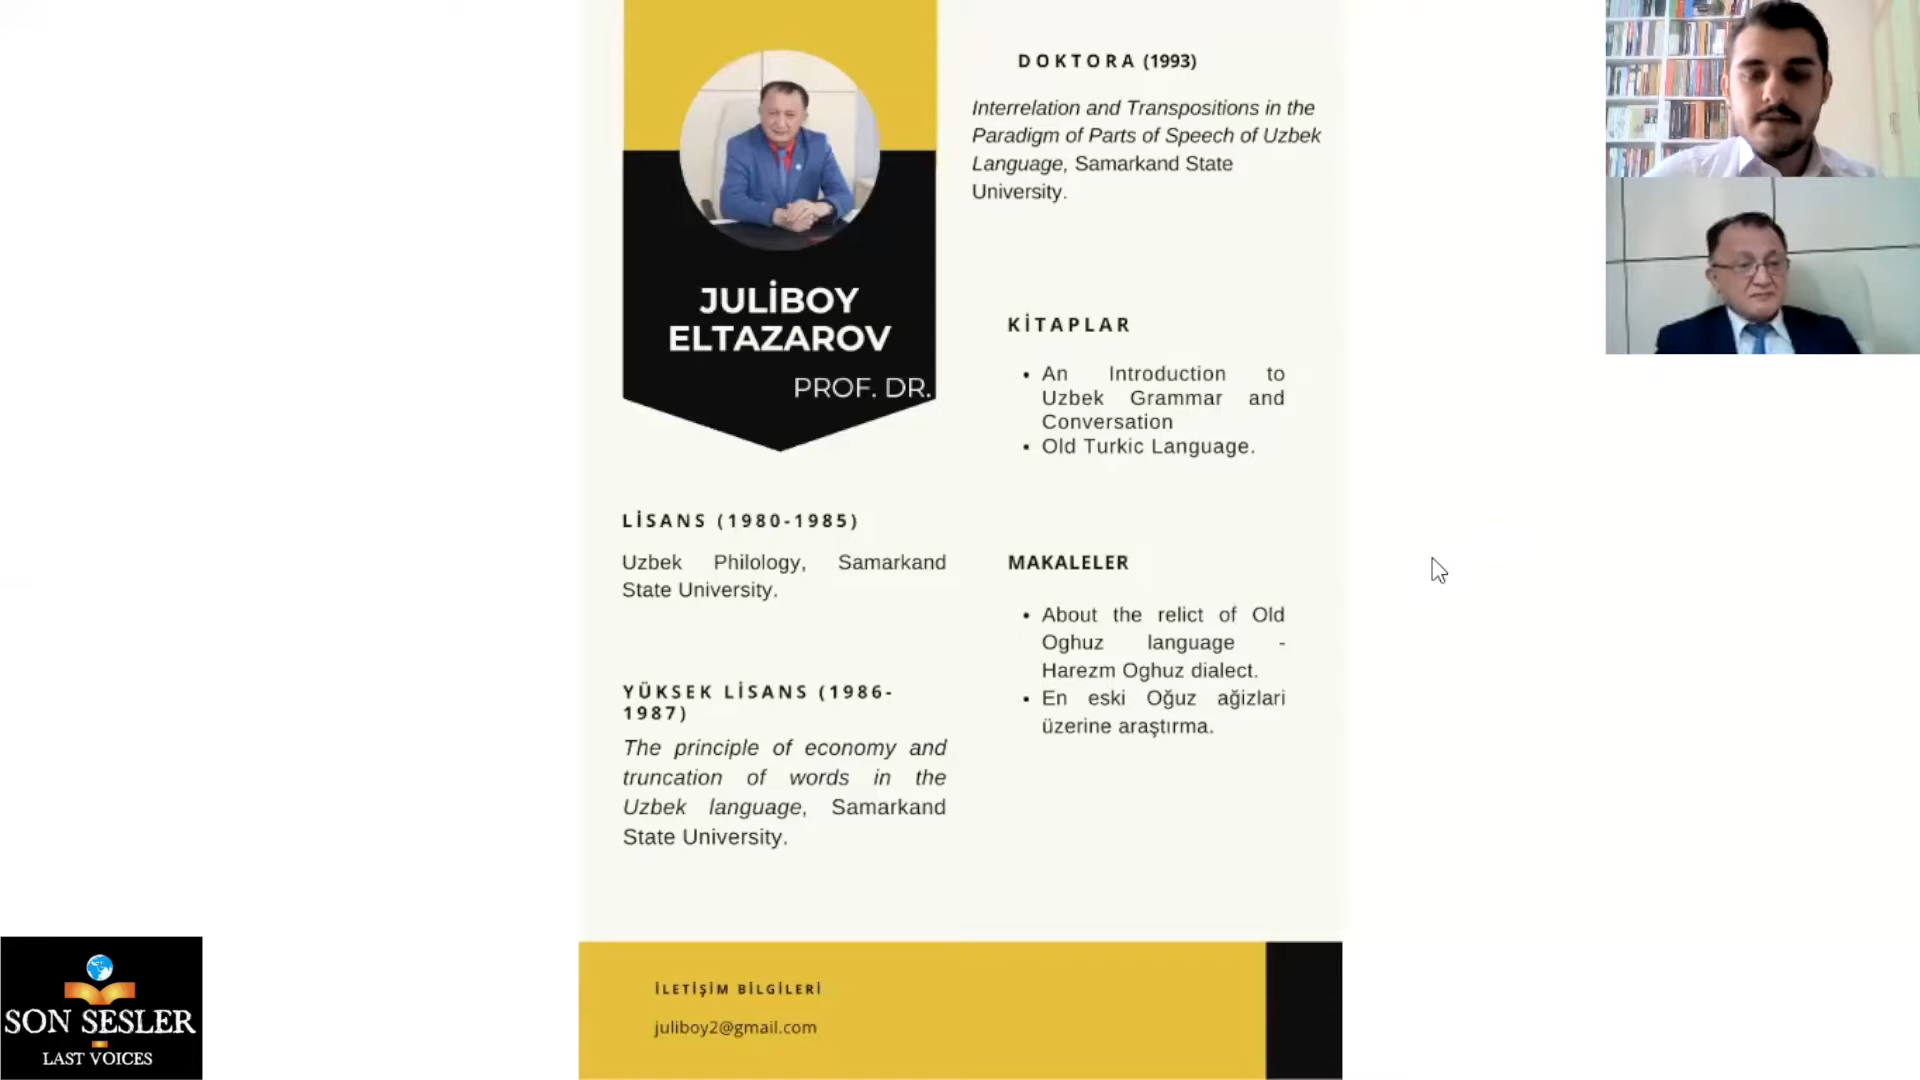 JULİBOY
ELTAZAROV
PROF. DR.
LİSANS (1980-1985)
Uzbek Philology, Samarkand
State University.
YÜKSEK LİSANS (1986-
1987)
The principle of economy and
truncation of words in the
Uzbek language, Samarkand
State University.
DOKTORA (1993)
Interrelation and Transpositions in the
Paradigm of Parts of Speech of Uzbek
Language, Samarkand State
University.
KİTAPLAR
• An Introduction to
Uzbek Grammar and
Conversation
• Old Turkic Language.
MAKALELER
• About the relict of Old
Oghuz language -
Harezm Oghuz dialect.
• En eski Oğuz ağizlari
üzerine araştırma.
İLETİŞİM BİLGİLERİ
juliboy2@gmail.com
SON SESLER
LAST VOICES